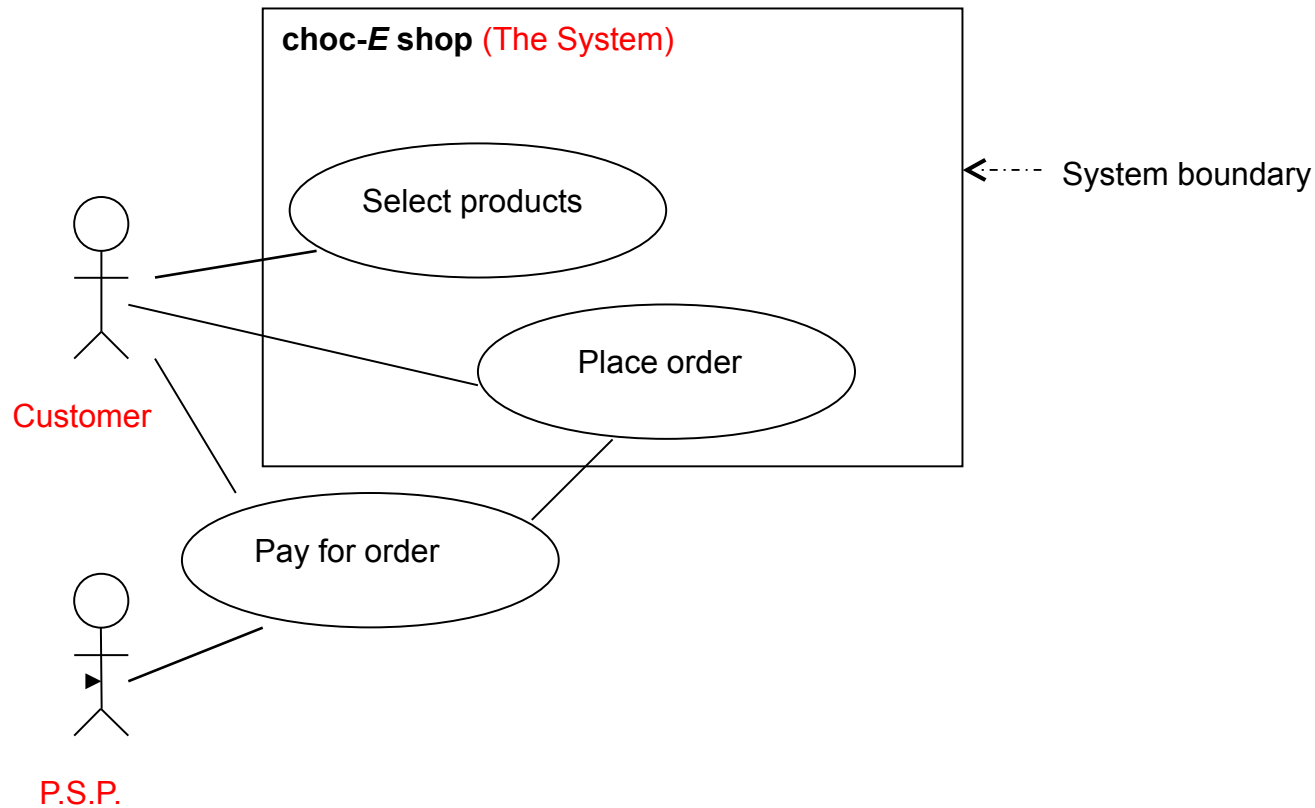 choc-E shop (The System)
Select products
System boundary
Place order
Customer
Pay for order
P.S.P.